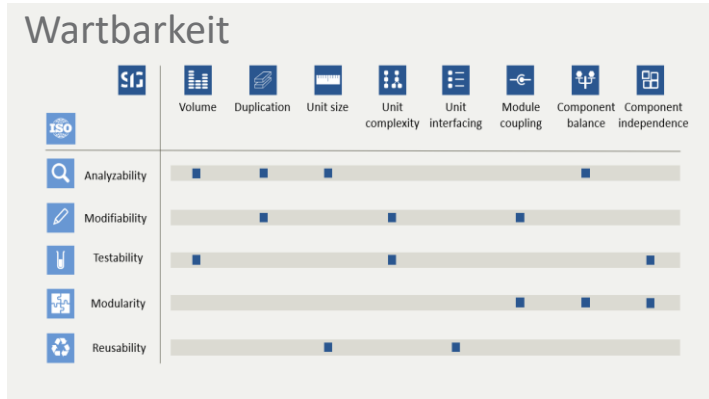 Wartbarkeit
SIG
Volume Duplication Unit size Unit Unit Module Component Component
complexity interfacing coupling balance independence
ISO
Analyzability
Modifiability
Testability
Modularity
Reusability